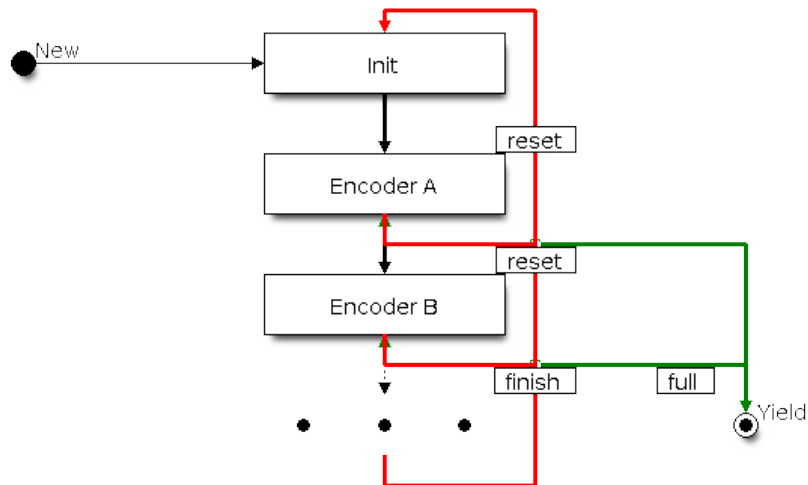 New
Init
reset
Encoder A
reset
Encoder B
finish
full
Yield